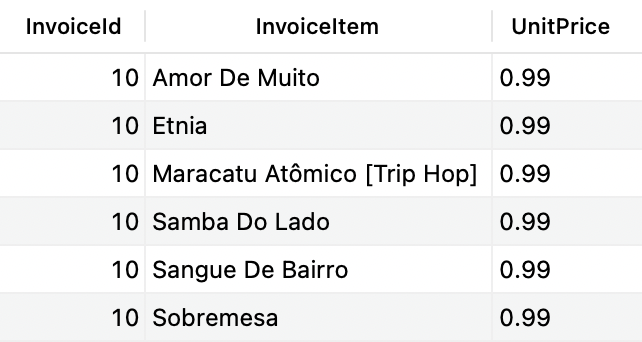 InvoiceId InvoiceItem UnitPrice
10 Amor De Muito 0.99
10 Etnia 0.99
10 Maracatu Atômico [Trip Hop] 0.99
10 Samba Do Lado 0.99
10 Sangue De Bairro 0.99
10 Sobremesa 0.99